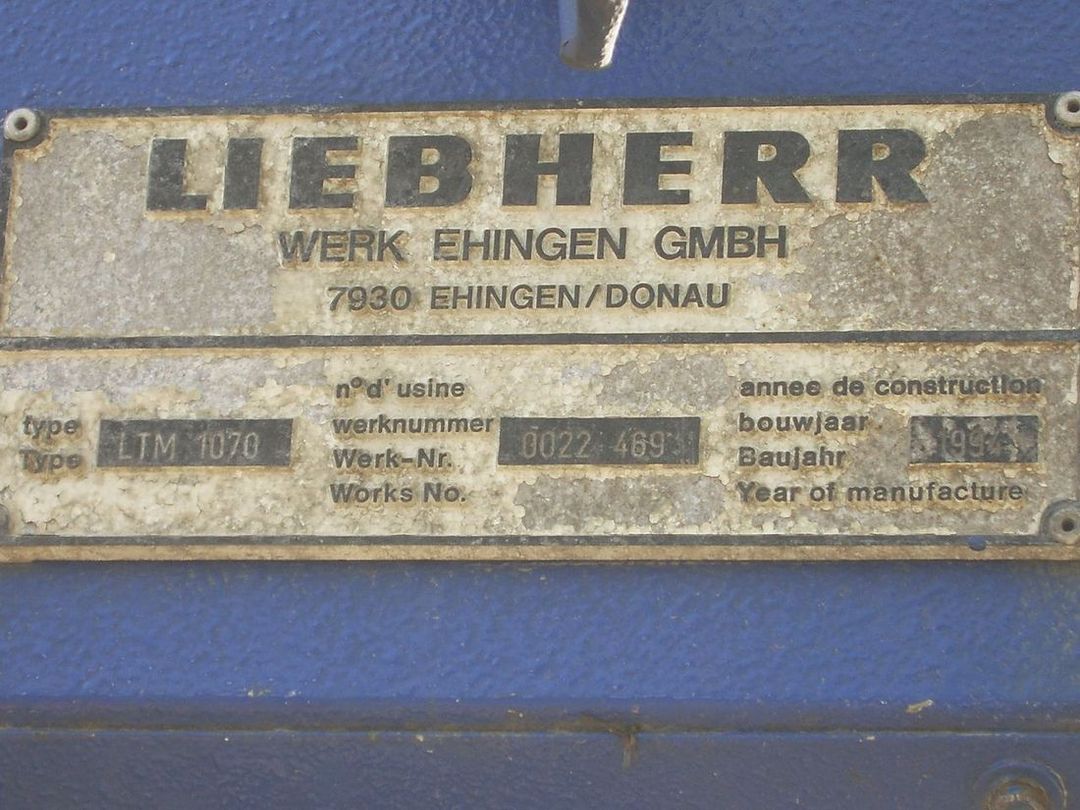 LIEBHERR
WERK EHINGEN GMBH
7930 EHINGEN/DONAU
type
Type
LTM 1070
n° d' usine
werknummer
Werk-Nr.
Works No.
0022 469
annee de construction
bouwjaar
Baujahr
Year of manufacture